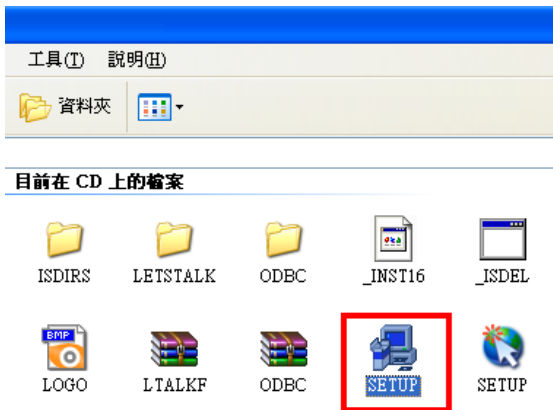 工具(T) 說明(H)
資料夾
目前在 CD 上的檔案
ISDIRS LETSTALK ODBC _INST16 _ISDEL
BMP
LOGO LTALKF ODBC SETUP SETUP